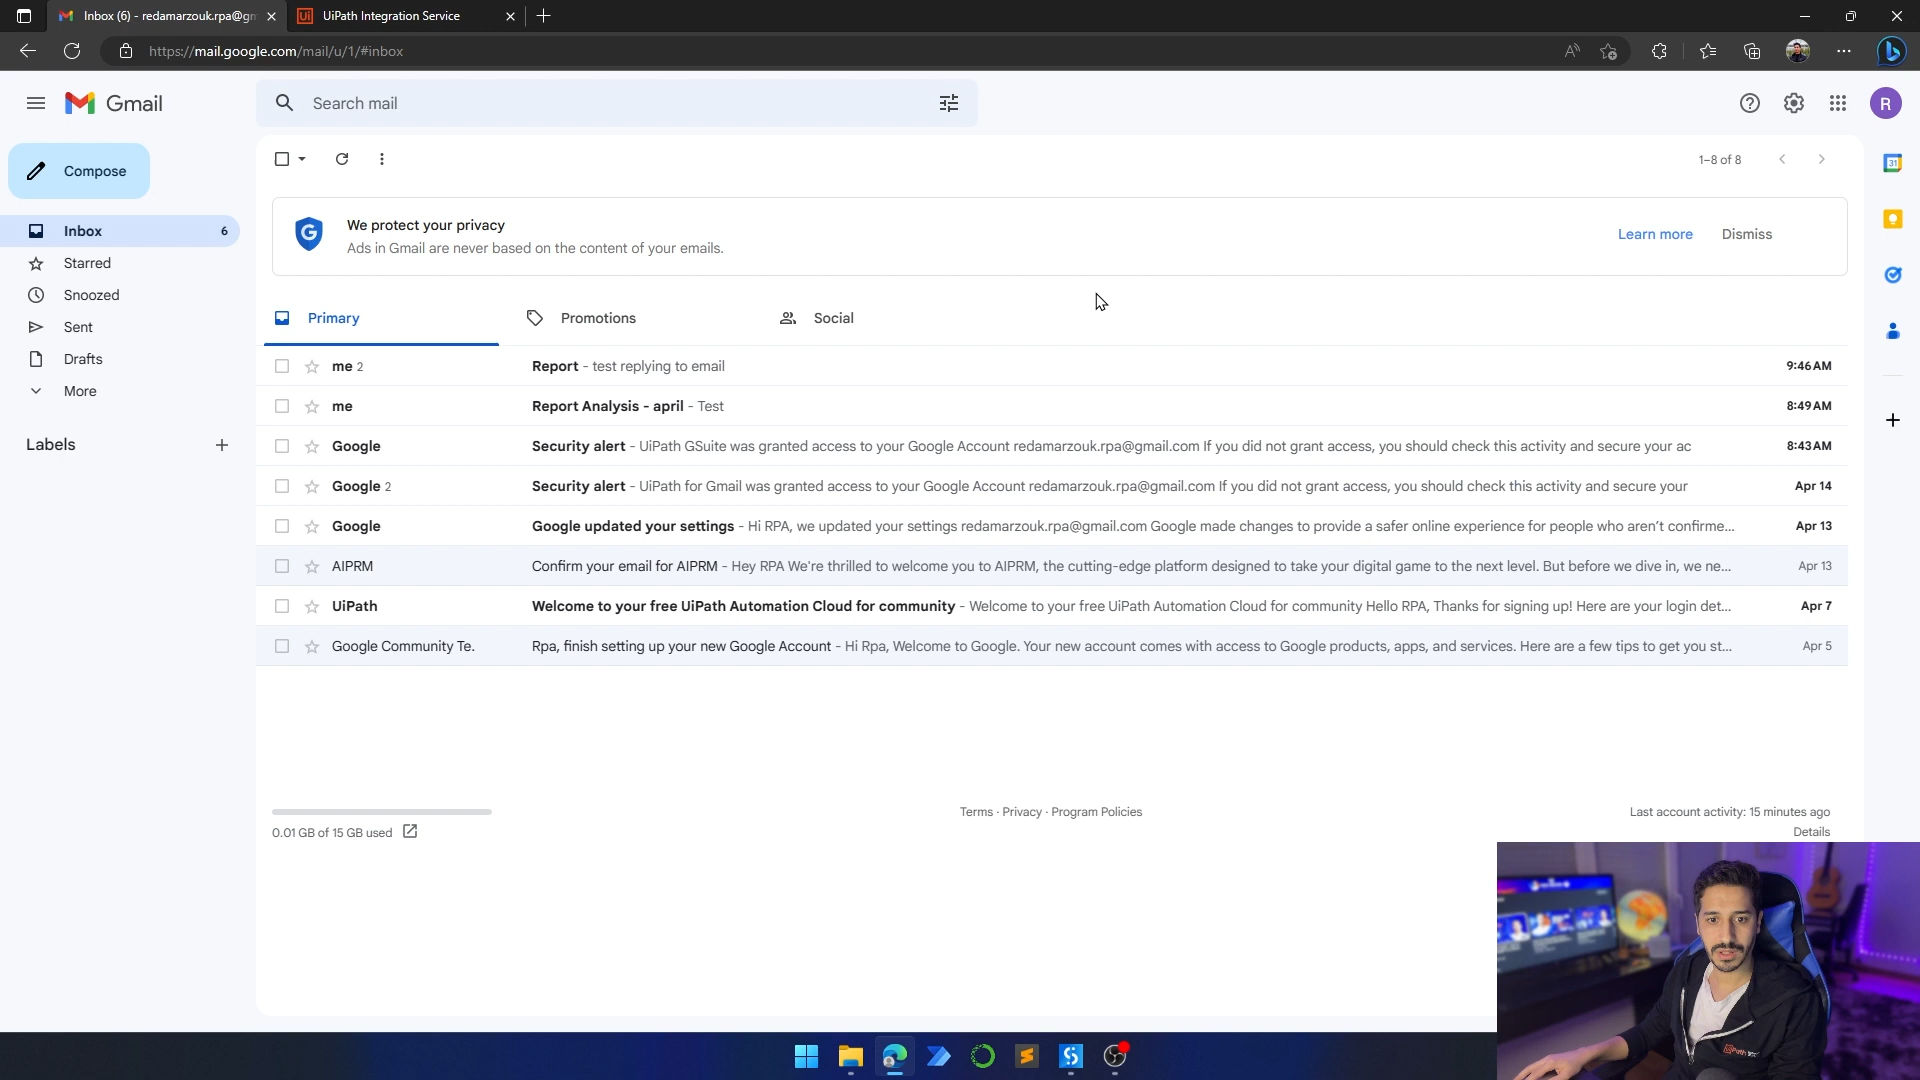 Inbox (6) - redamarzouk.rpa@gm
UiPath Integration Service
https://mail.google.com/mail/u/1/#inbox
Gmail
Search mail
R
1–8 of 8
Compose
We protect your privacy
Ads in Gmail are never based on the content of your emails.
Learn more
Dismiss
Inbox 6
Starred
Snoozed
Sent
Drafts
More
Labels
Primary
Promotions
Social
me 2 Report - test replying to email 9:46 AM
me Report Analysis - april - Test 8:49 AM
Google Security alert - UiPath GSuite was granted access to your Google Account redamarzouk.rpa@gmail.com If you did not grant access, you should check this activity and secure your ac 8:43 AM
Google 2 Security alert - UiPath for Gmail was granted access to your Google Account redamarzouk.rpa@gmail.com If you did not grant access, you should check this activity and secure your Apr 14
Google Google updated your settings - Hi RPA, we updated your settings redamarzouk.rpa@gmail.com Google made changes to provide a safer online experience for people who aren't confirme... Apr 13
AIPRM Confirm your email for AIPRM - Hey RPA We're thrilled to welcome you to AIPRM, the cutting-edge platform designed to take your digital game to the next level. But before we dive in, we ne... Apr 13
UiPath Welcome to your free UiPath Automation Cloud for community - Welcome to your free UiPath Automation Cloud for community Hello RPA, Thanks for signing up! Here are your login det... Apr 7
Google Community Te. Rpa, finish setting up your new Google Account - Hi Rpa, Welcome to Google. Your new account comes with access to Google products, apps, and services. Here are a few tips to get you st... Apr 5
0.01 GB of 15 GB used
Terms · Privacy · Program Policies
Last account activity: 15 minutes ago
Details